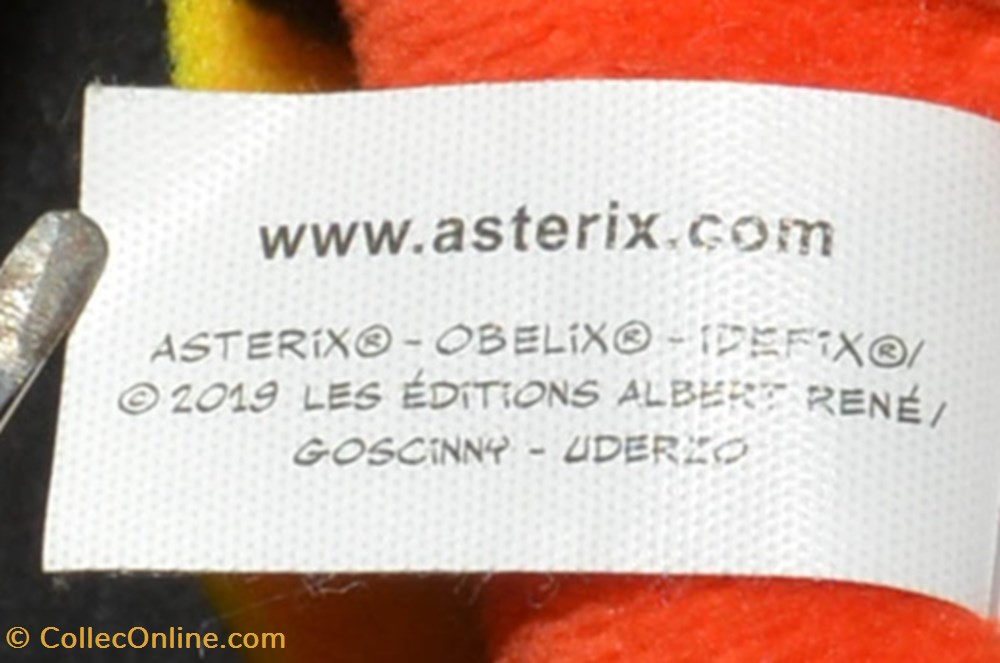 www.asterix.com
ASTERiX® - OBELiX® - IDEFiX®/
© 2019 LES ÉDiTiONS ALBERT RENÉ/
GOSCiNNY - UDERZO
© CollecOnline.com